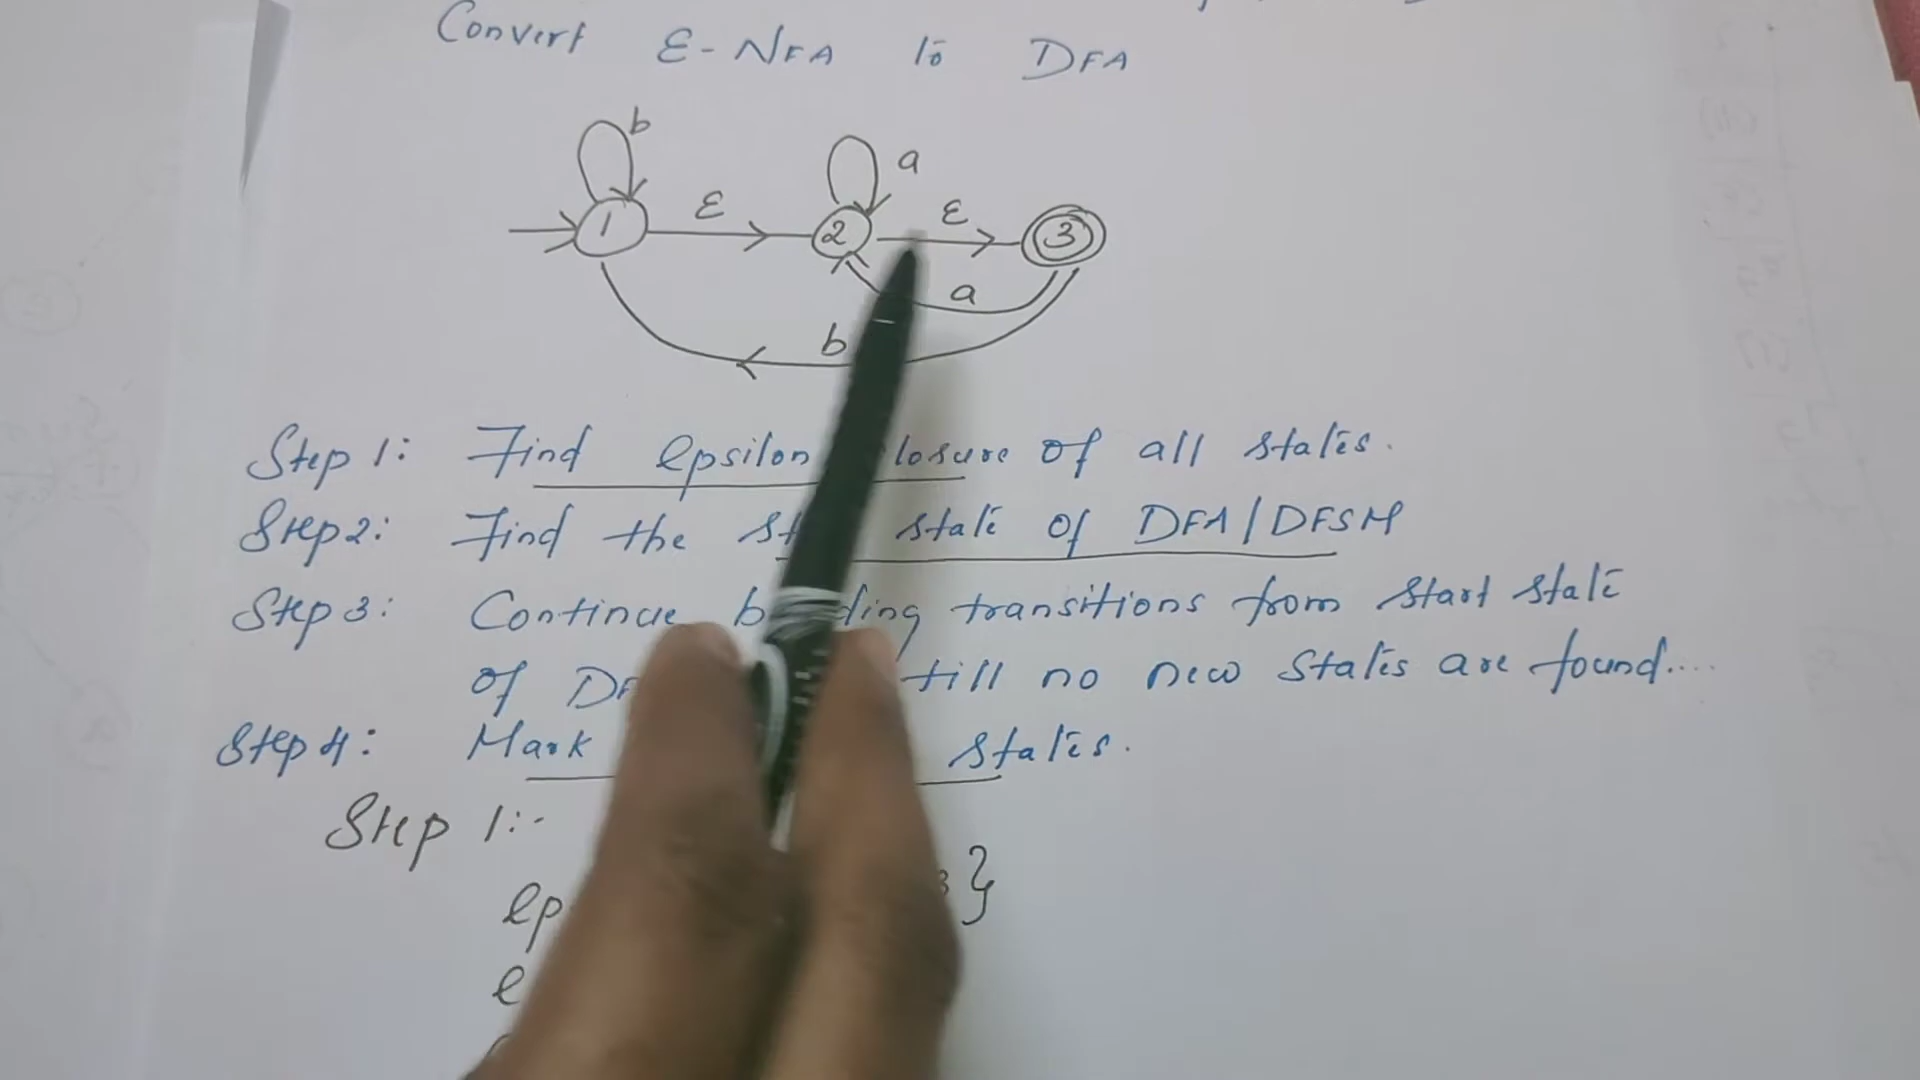 Convert ε-NFA to DFA
b
a
ε
ε
1
2
3
a
b
Step 1: Find epsilon closure of all states.
Step 2: Find the state of DFA/DFSM
Step 3: Continue transitions from start state
of till no new states are found....
Step 4: Mark states.
Step 1:-
ep 3}